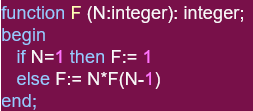 function F (N:integer): integer;
begin
if N=1 then F:= 1
else F:= N*F(N-1)
end;